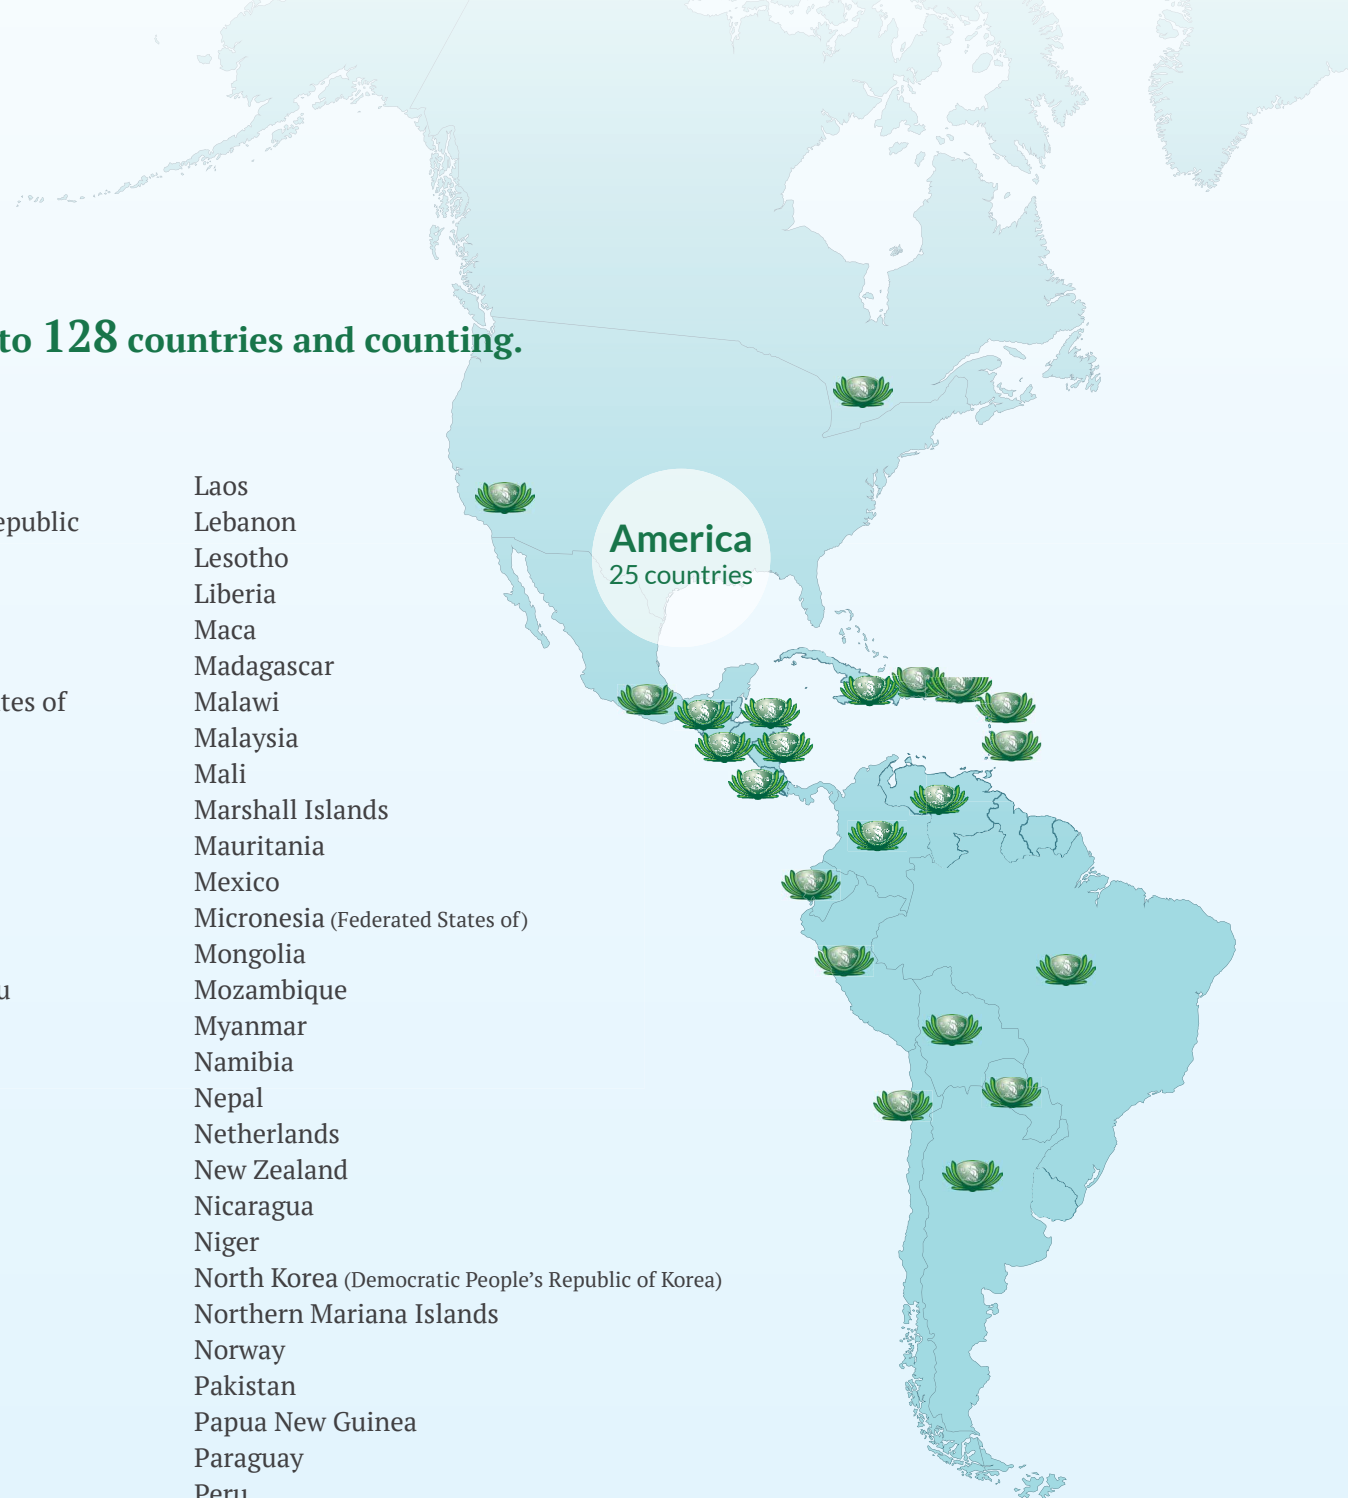 to 128 countries and counting.
America
25 countries
epublic
tes of
u
Laos
Lebanon
Lesotho
Liberia
Maca
Madagascar
Malawi
Malaysia
Mali
Marshall Islands
Mauritania
Mexico
Micronesia (Federated States of)
Mongolia
Mozambique
Myanmar
Namibia
Nepal
Netherlands
New Zealand
Nicaragua
Niger
North Korea (Democratic People’s Republic of Korea)
Northern Mariana Islands
Norway
Pakistan
Papua New Guinea
Paraguay
Peru